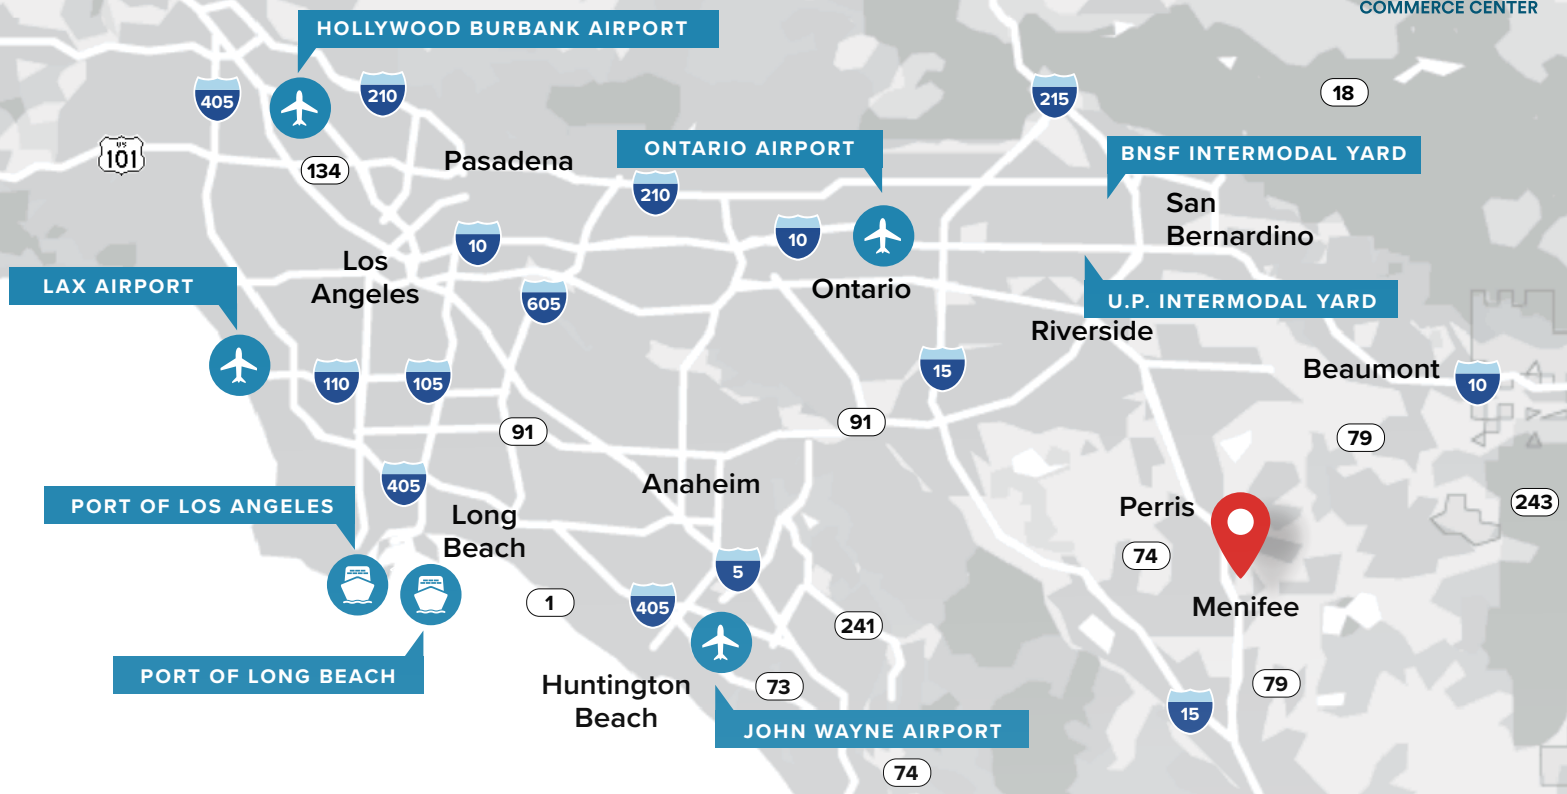 COMMERCE CENTER
HOLLYWOOD BURBANK AIRPORT
405
210
215
18
US
101
134
Pasadena
ONTARIO AIRPORT
BNSF INTERMODAL YARD
210
San
Bernardino
10
10
Los
Angeles
LAX AIRPORT
Ontario
605
U.P. INTERMODAL YARD
Riverside
110
105
15
Beaumont
10
91
91
79
405
Anaheim
PORT OF LOS ANGELES
Long
Beach
Perris
243
74
5
1
405
Menifee
241
PORT OF LONG BEACH
Huntington
Beach
73
79
15
JOHN WAYNE AIRPORT
74